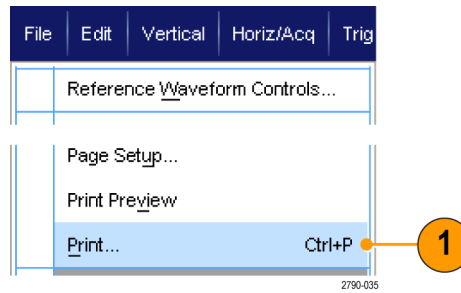 File Edit Vertical Horiz/Acq Trig
Reference Waveform Controls...
Page Setup...
Print Preview
Print... Ctrl+P
1
2790-035